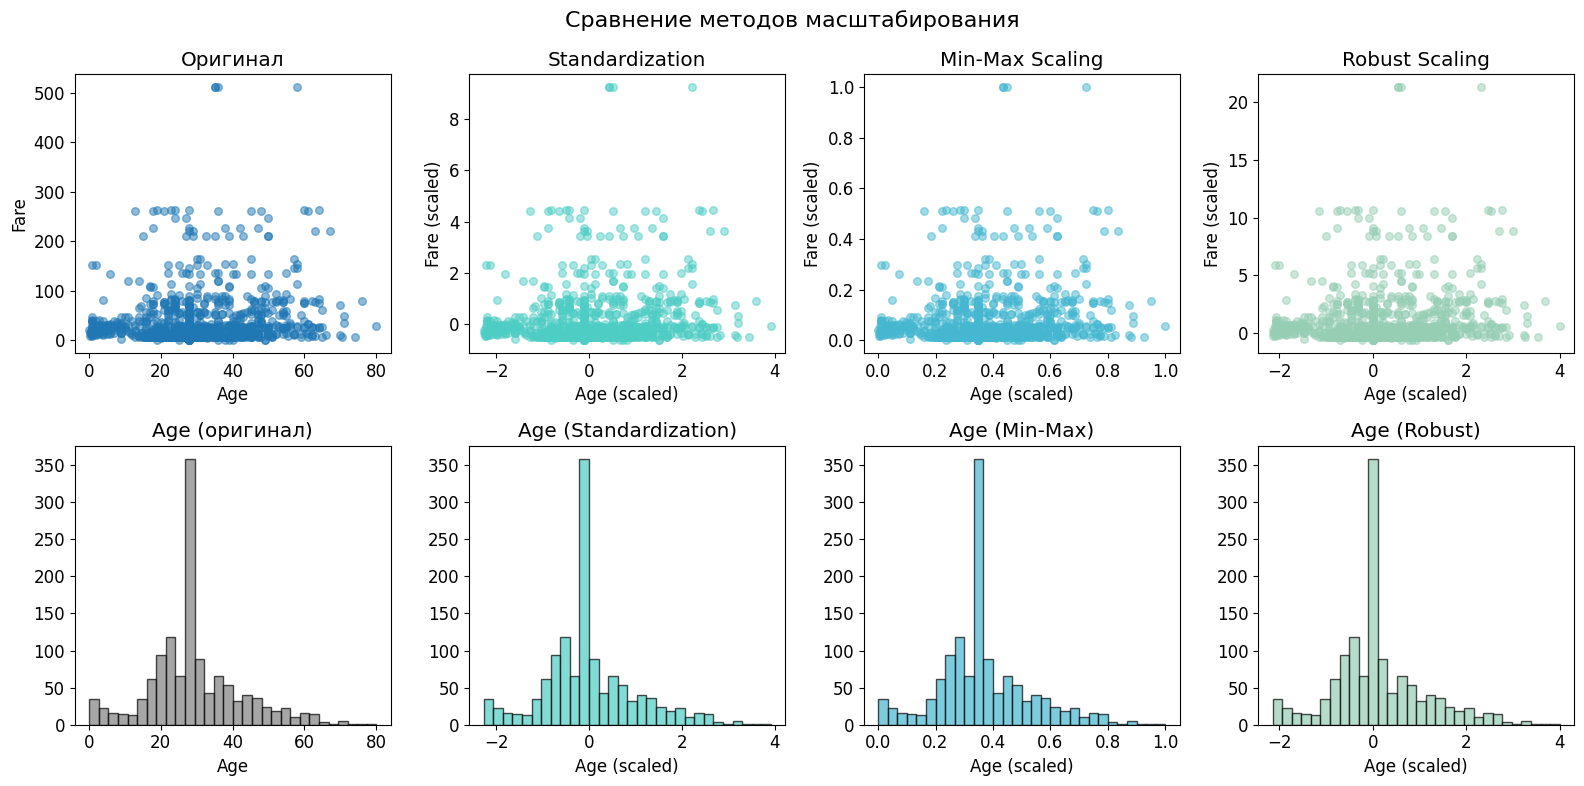 Сравнение методов масштабирования
Оригинал
500
400
300
200
100
0
Fare
0 20 40 60 80
Age
Standardization
8
6
4
2
0
Fare (scaled)
−2 0 2 4
Age (scaled)
Min-Max Scaling
1.0
0.8
0.6
0.4
0.2
0.0
Fare (scaled)
0.0 0.2 0.4 0.6 0.8 1.0
Age (scaled)
Robust Scaling
20
15
10
5
0
Fare (scaled)
−2 0 2 4
Age (scaled)
Age (оригинал)
350
300
250
200
150
100
50
0
0 20 40 60 80
Age
Age (Standardization)
350
300
250
200
150
100
50
0
−2 0 2 4
Age (scaled)
Age (Min-Max)
350
300
250
200
150
100
50
0
0.0 0.2 0.4 0.6 0.8 1.0
Age (scaled)
Age (Robust)
350
300
250
200
150
100
50
0
−2 0 2 4
Age (scaled)